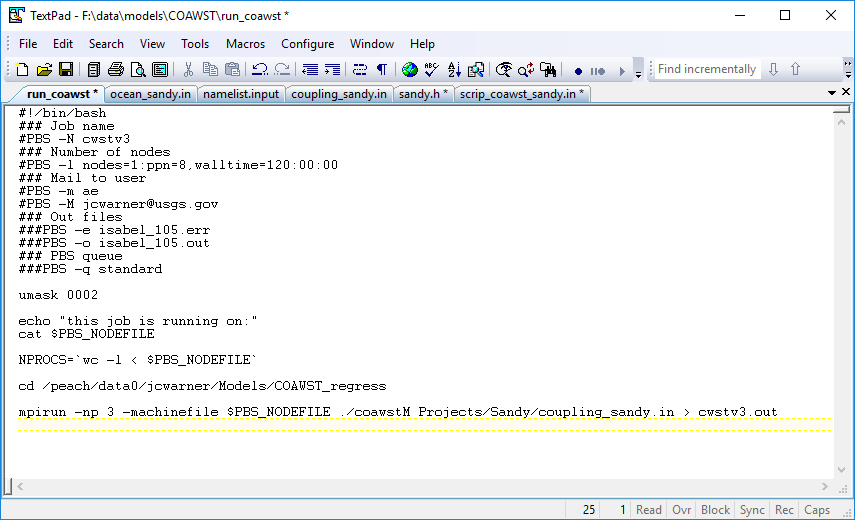 TextPad - F:\data\models\COAWST\run_coawst *
File Edit Search View Tools Macros Configure Window Help
Find incrementally
run_coawst * ocean_sandy.in namelist.input coupling_sandy.in sandy.h * scrip_coawst_sandy.in *
#!/bin/bash
### Job name
#PBS -N cwstv3
### Number of nodes
#PBS -l nodes=1:ppn=8,walltime=120:00:00
### Mail to user
#PBS -m ae
#PBS -M jcwarner@usgs.gov
### Out files
###PBS -e isabel_105.err
###PBS -o isabel_105.out
### PBS queue
###PBS -q standard
umask 0002
echo "this job is running on:"
cat $PBS_NODEFILE
NPROCS=`wc -l < $PBS_NODEFILE`
cd /peach/data0/jcwarner/Models/COAWST_regress
mpirun -np 3 -machinefile $PBS_NODEFILE ./coawstM Projects/Sandy/coupling_sandy.in > cwstv3.out
25 1 Read Ovr Block Sync Rec Caps